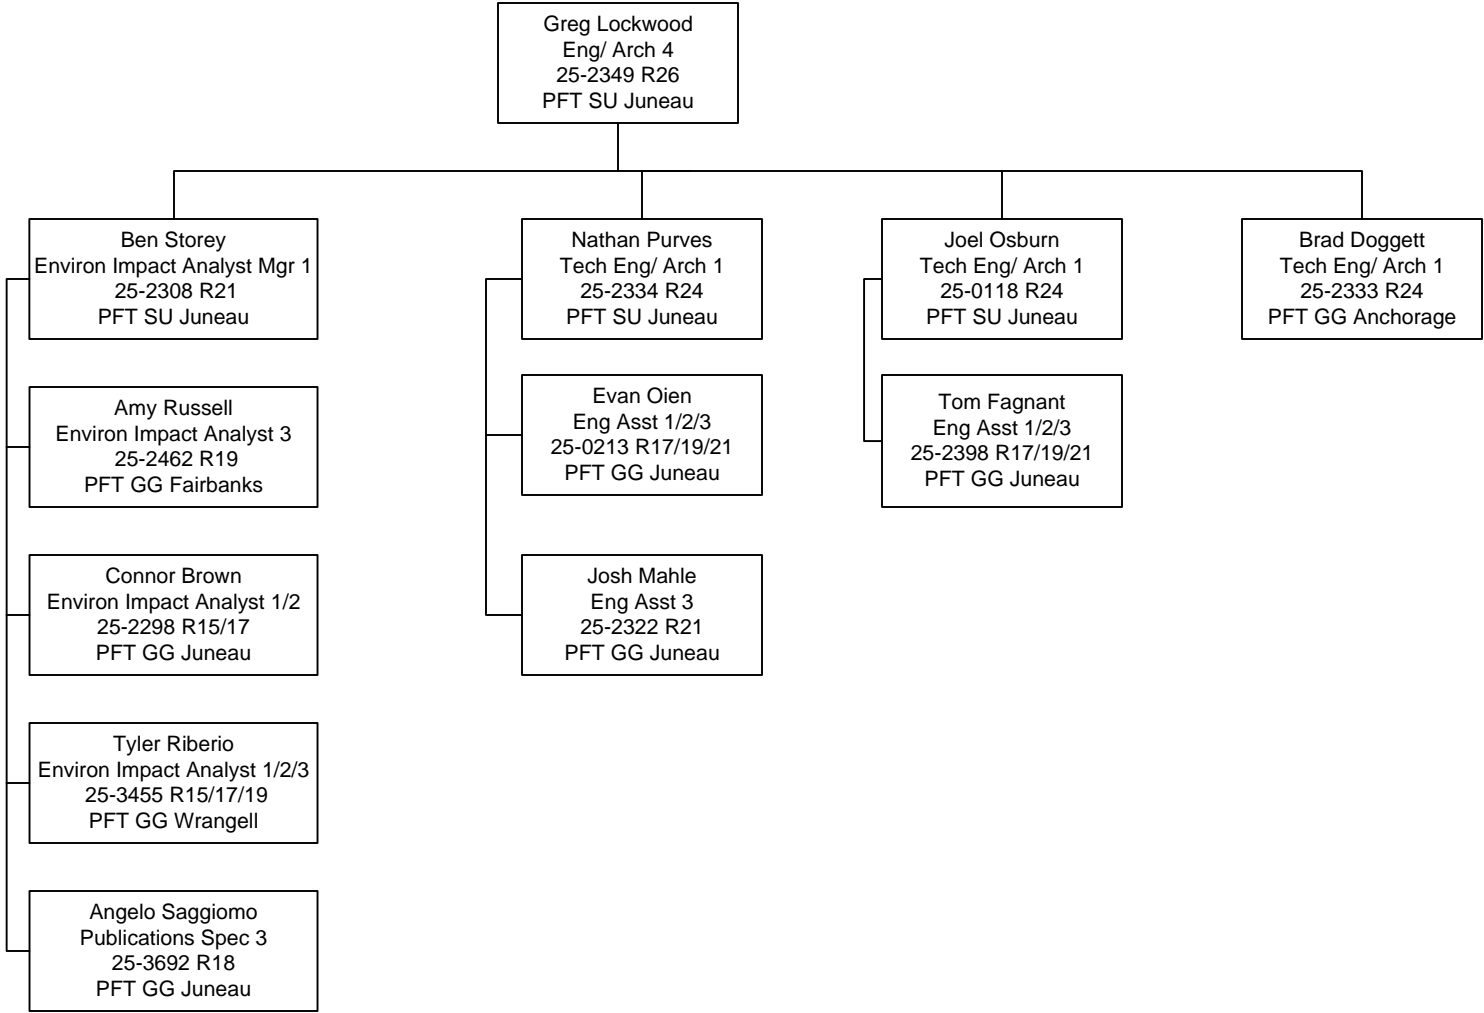 Greg Lockwood
Eng/ Arch 4
25-2349 R26
PFT SU Juneau
Ben Storey
Environ Impact Analyst Mgr 1
25-2308 R21
PFT SU Juneau
Nathan Purves
Tech Eng/ Arch 1
25-2334 R24
PFT SU Juneau
Joel Osburn
Tech Eng/ Arch 1
25-0118 R24
PFT SU Juneau
Brad Doggett
Tech Eng/ Arch 1
25-2333 R24
PFT GG Anchorage
Amy Russell
Environ Impact Analyst 3
25-2462 R19
PFT GG Fairbanks
Evan Oien
Eng Asst 1/2/3
25-0213 R17/19/21
PFT GG Juneau
Tom Fagnant
Eng Asst 1/2/3
25-2398 R17/19/21
PFT GG Juneau
Connor Brown
Environ Impact Analyst 1/2
25-2298 R15/17
PFT GG Juneau
Josh Mahle
Eng Asst 3
25-2322 R21
PFT GG Juneau
Tyler Riberio
Environ Impact Analyst 1/2/3
25-3455 R15/17/19
PFT GG Wrangell
Angelo Saggiomo
Publications Spec 3
25-3692 R18
PFT GG Juneau